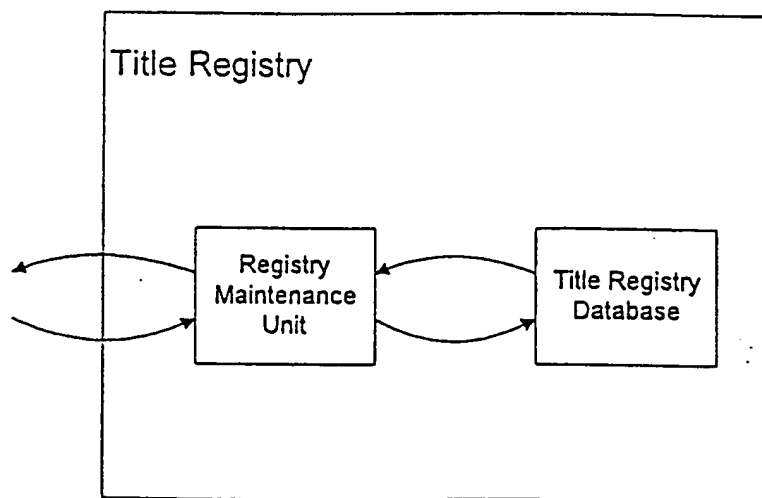 Title Registry
Registry
Maintenance
Unit
Title Registry
Database